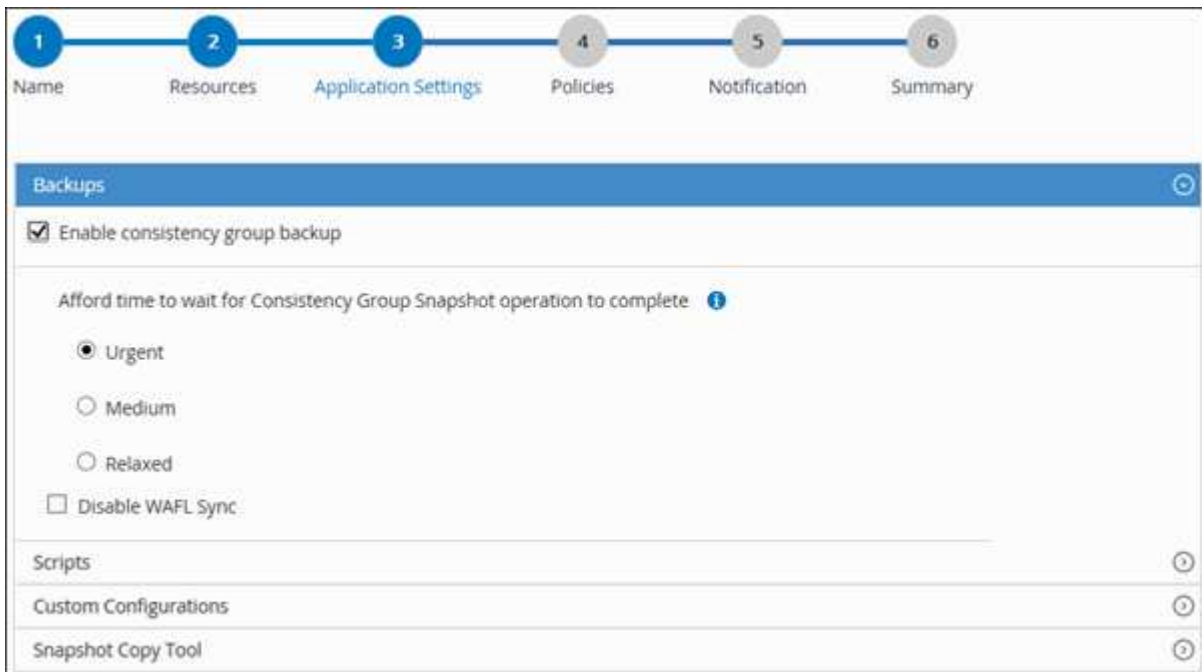 1 2 3 4 5 6
Name Resources Application Settings Policies Notification Summary
Backups
Enable consistency group backup
Afford time to wait for Consistency Group Snapshot operation to complete
Urgent
Medium
Relaxed
Disable WAFL Sync
Scripts
Custom Configurations
Snapshot Copy Tool